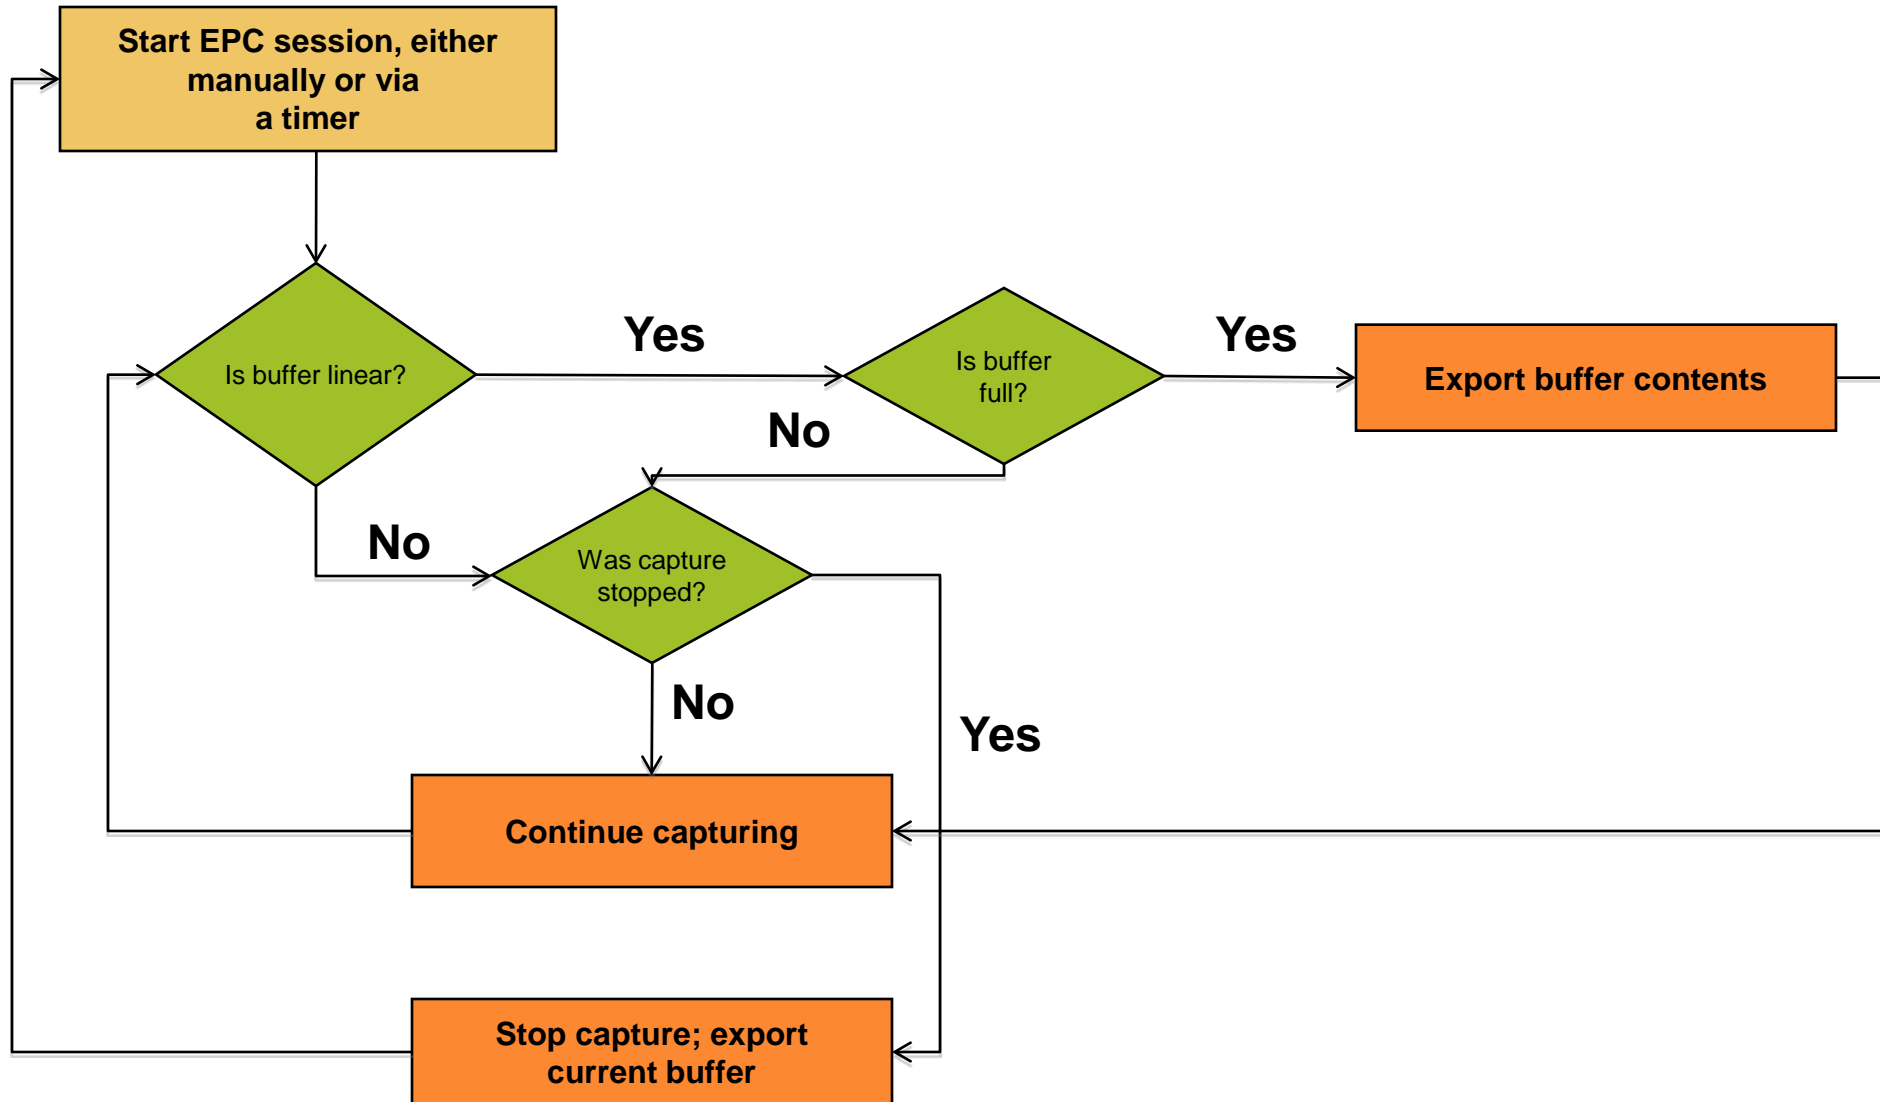 Start EPC session, either
manually or via
a timer
Yes
Yes
Is buffer linear?
Is buffer
full?
Export buffer contents
No
No
Was capture
stopped?
No
Yes
Continue capturing
Stop capture; export
current buffer